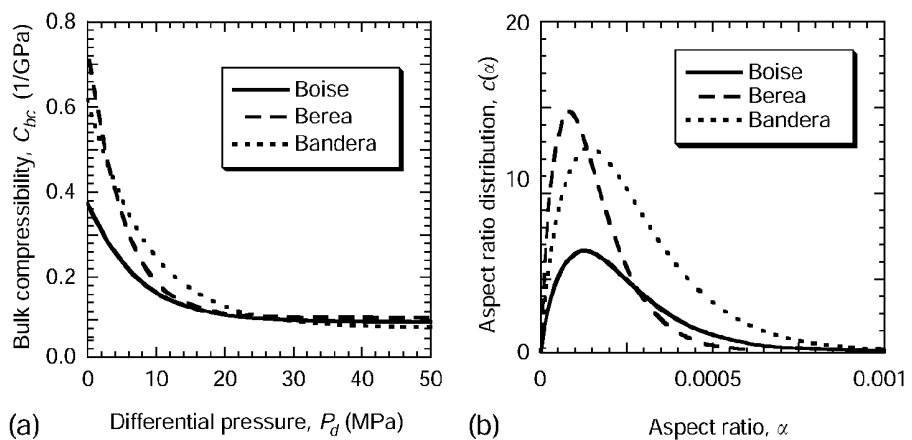 0.8
0.6
0.4
0.2
0.0
Bulk compressibility, C_bc (1/GPa)
Boise
Berea
Bandera
0 10 20 30 40 50
(a) Differential pressure, P_d (MPa)
20
10
0
Aspect ratio distribution, c(α)
Boise
Berea
Bandera
0 0.0005 0.001
(b) Aspect ratio, α